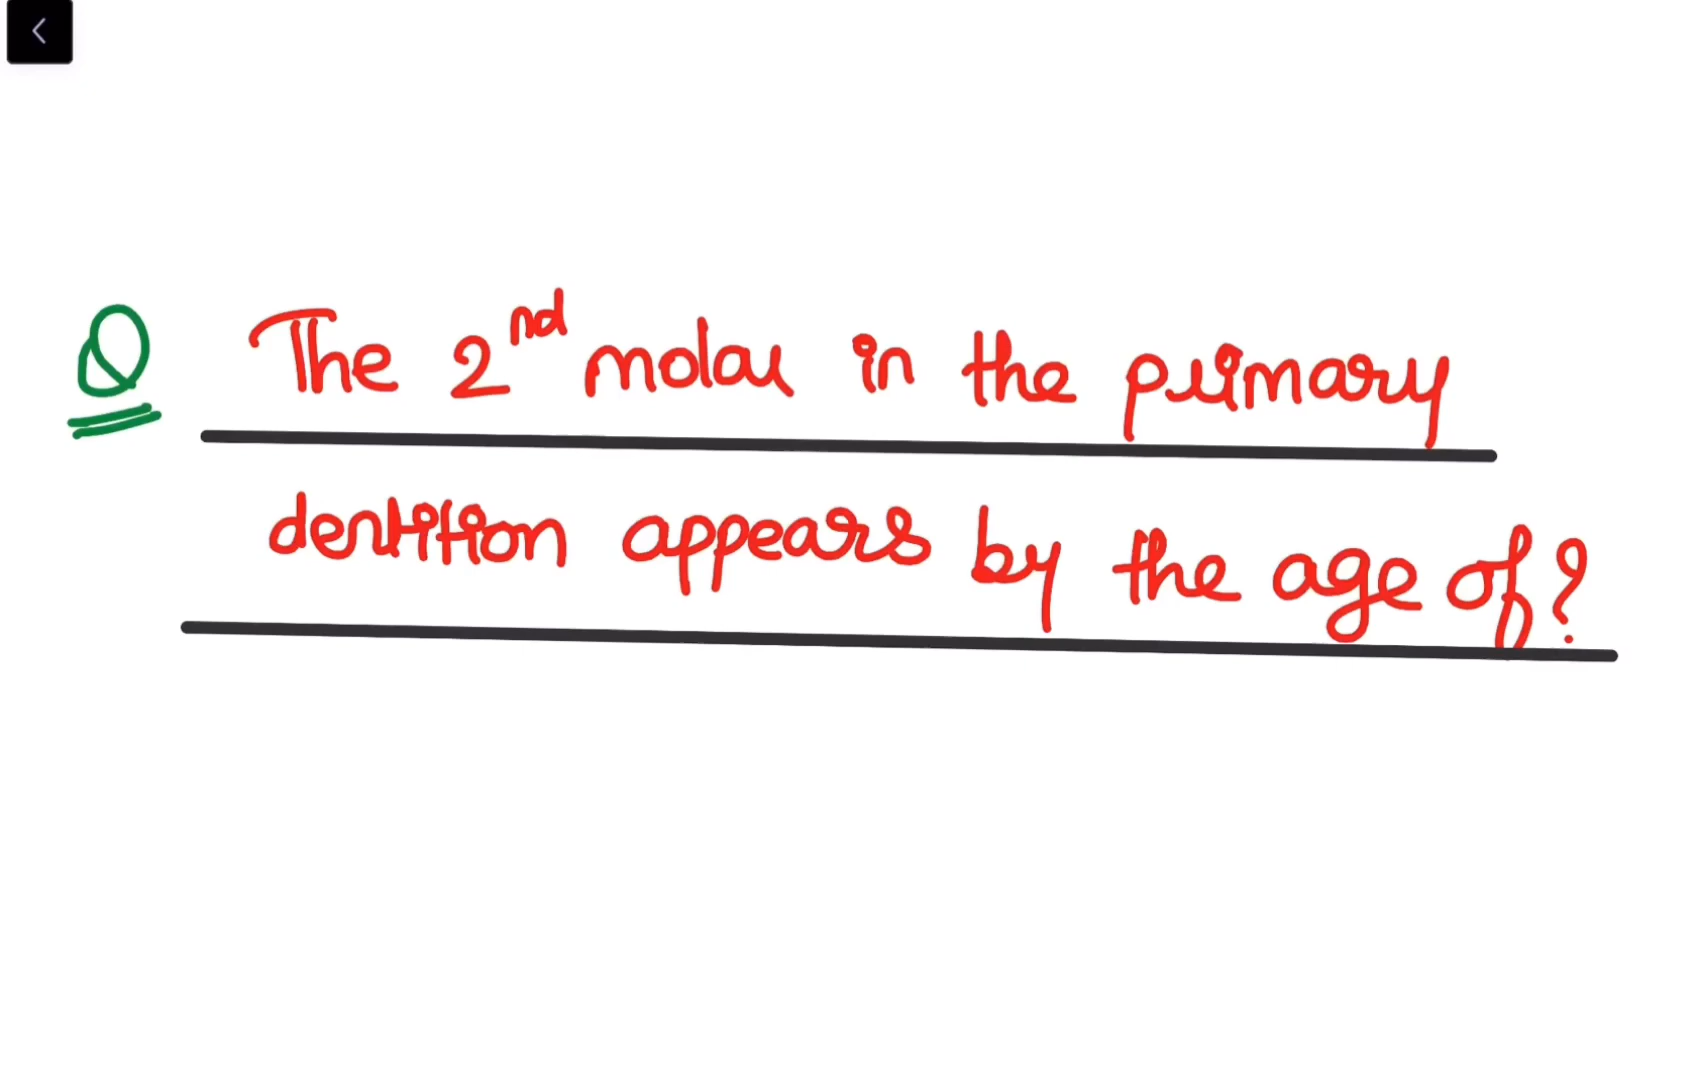 Q The 2nd molar in the primary
dentition appears by the age of?